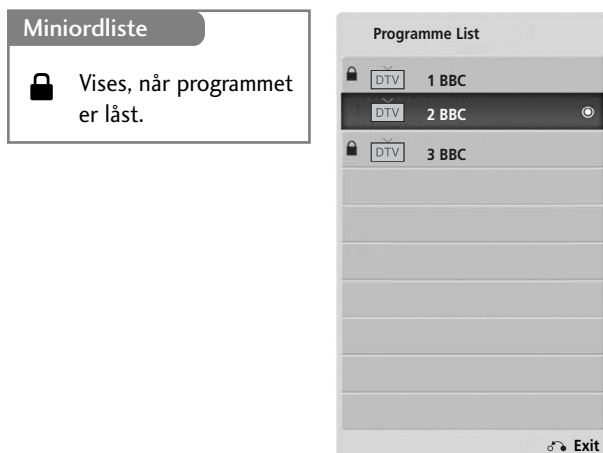 Miniordliste
Vises, når programmet
er låst.
Programme List
DTV 1 BBC
DTV 2 BBC
DTV 3 BBC
Exit